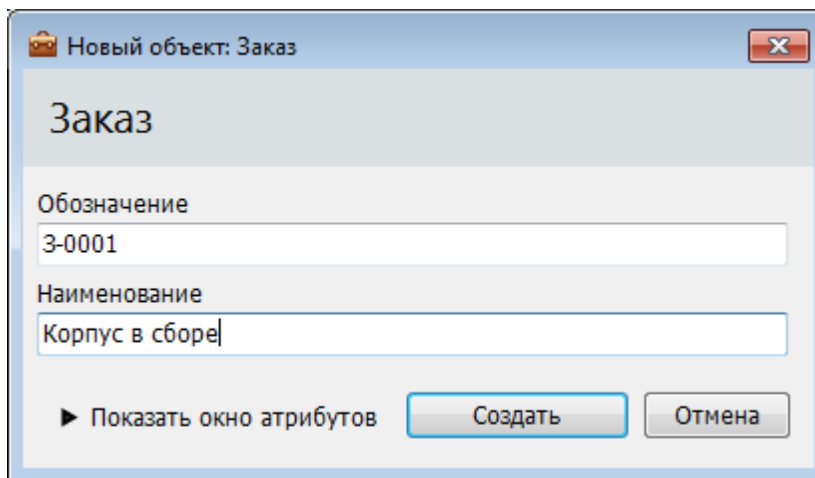 Новый объект: Заказ
Заказ
Обозначение
З-0001
Наименование
Корпус в сборе
Показать окно атрибутов Создать Отмена